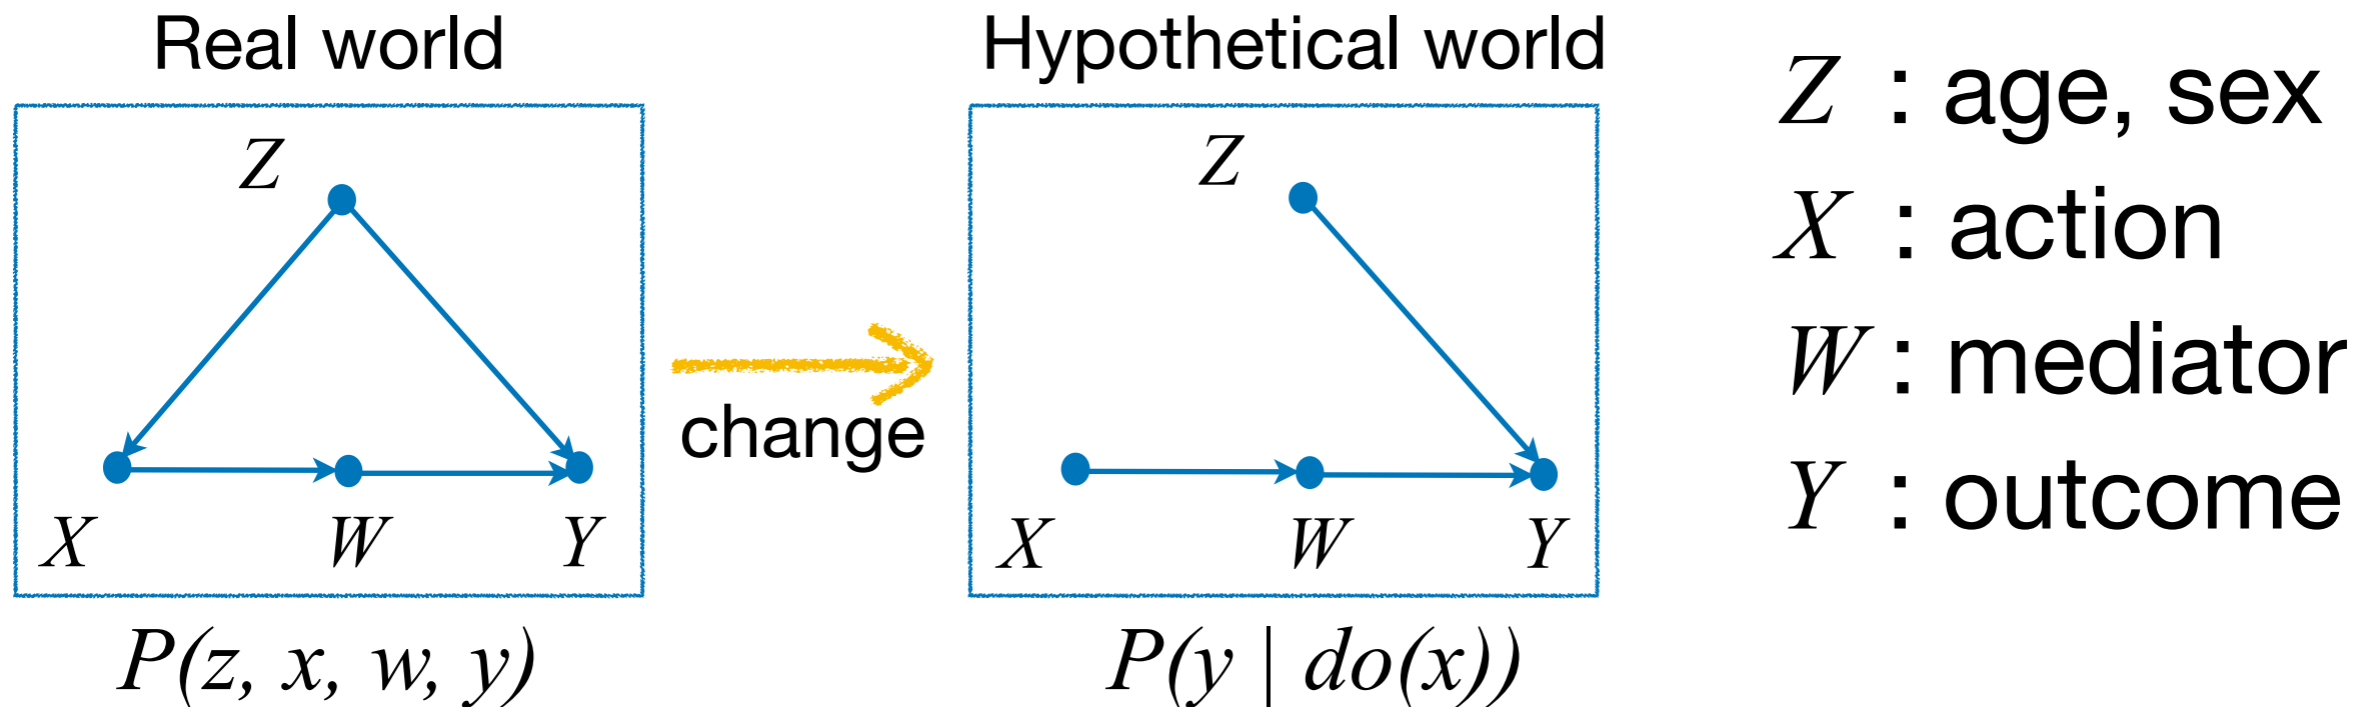 Real world
Z
X W Y
P(z, x, w, y)
change
Hypothetical world
Z
X W Y
P(y | do(x))
Z : age, sex
X : action
W : mediator
Y : outcome